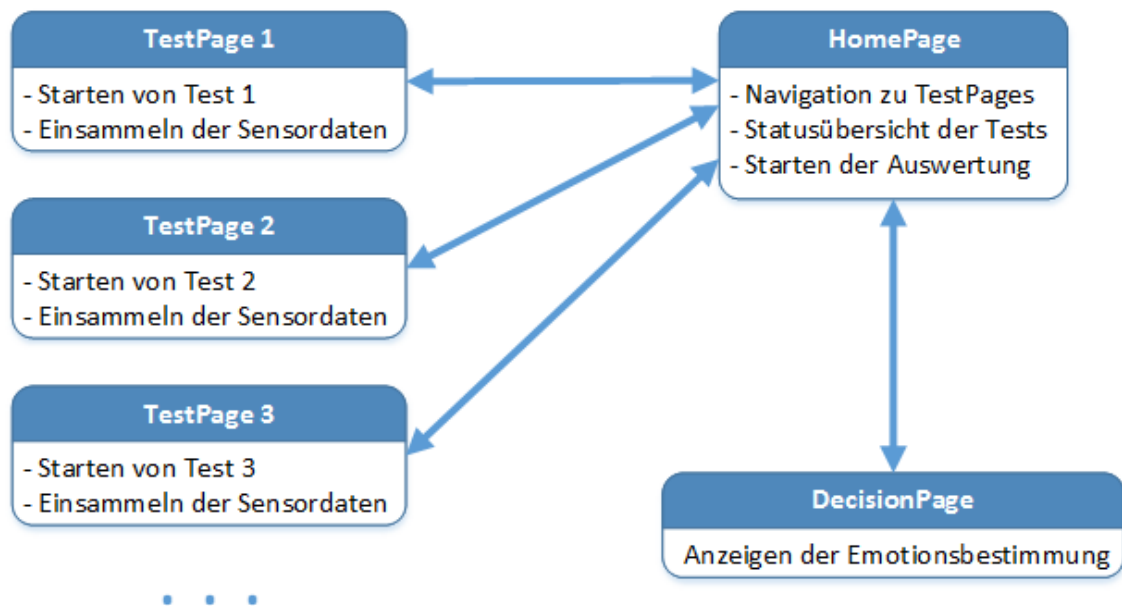 TestPage 1
- Starten von Test 1
- Einsammeln der Sensordaten
HomePage
- Navigation zu TestPages
- Statusübersicht der Tests
- Starten der Auswertung
TestPage 2
- Starten von Test 2
- Einsammeln der Sensordaten
TestPage 3
- Starten von Test 3
- Einsammeln der Sensordaten
DecisionPage
Anzeigen der Emotionsbestimmung
. . .